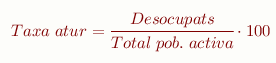 Taxa atur = Desocupats / Total pob. activa · 100